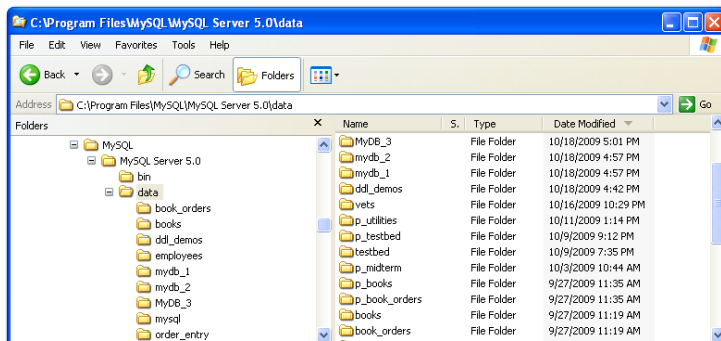 C:\Program Files\MySQL\MySQL Server 5.0\data
File Edit View Favorites Tools Help
Back Search Folders
Address C:\Program Files\MySQL\MySQL Server 5.0\data Go
Folders
MySQL
MySQL Server 5.0
bin
data
book_orders
books
ddl_demos
employees
mydb_1
mydb_2
MyDB_3
mysql
order_entry
Name S. Type Date Modified
MyDB_3 File Folder 10/18/2009 5:01 PM
mydb_2 File Folder 10/18/2009 4:57 PM
mydb_1 File Folder 10/18/2009 4:57 PM
ddl_demos File Folder 10/18/2009 4:42 PM
vets File Folder 10/16/2009 10:29 PM
p_utilities File Folder 10/11/2009 1:14 PM
p_testbed File Folder 10/9/2009 9:12 PM
testbed File Folder 10/9/2009 7:35 PM
p_midterm File Folder 10/3/2009 10:44 AM
p_books File Folder 9/27/2009 11:35 AM
p_book_orders File Folder 9/27/2009 11:35 AM
books File Folder 9/27/2009 11:19 AM
book_orders File Folder 9/27/2009 11:19 AM